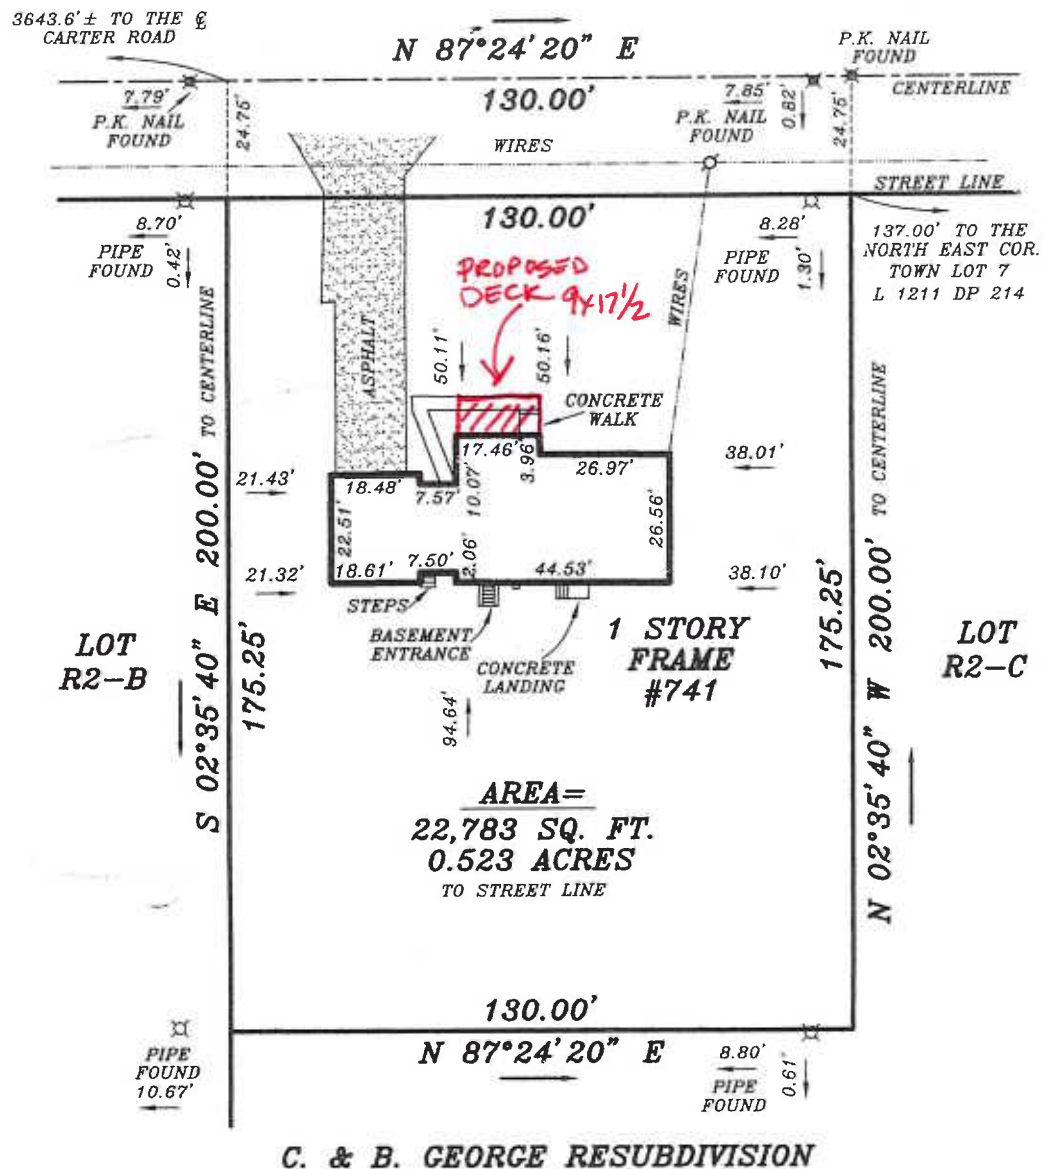 3643.6'± TO THE ℄
CARTER ROAD
N 87°24'20" E
P.K. NAIL
FOUND
CENTERLINE
7.79'
P.K. NAIL
FOUND
24.75'
130.00'
7.85'
P.K. NAIL
FOUND
0.82'
24.75'
WIRES
STREET LINE
8.70'
PIPE
FOUND
0.42'
130.00'
8.28'
PIPE
FOUND
1.30'
137.00' TO THE
NORTH EAST COR.
TOWN LOT 7
L 1211 DP 214
PROPOSED
DECK 9x17 1/2
WIRES
ASPHALT
50.11'
50.16'
CONCRETE
WALK
17.46'
3.96'
26.97'
38.01'
21.43'
18.48'
7.57'
10.07'
22.51'
26.56'
7.50'
2.06'
21.32'
18.61'
44.53'
38.10'
STEPS
BASEMENT
ENTRANCE
CONCRETE
LANDING
1 STORY
FRAME
#741
LOT
R2-B
S 02°35'40" E 200.00' TO CENTERLINE
175.25'
175.25'
N 02°35'40" W 200.00' TO CENTERLINE
LOT
R2-C
94.64'
AREA=
22,783 SQ. FT.
0.523 ACRES
TO STREET LINE
130.00'
N 87°24'20" E
PIPE
FOUND
10.67'
8.80'
PIPE
FOUND
0.61'
C. & B. GEORGE RESUBDIVISION